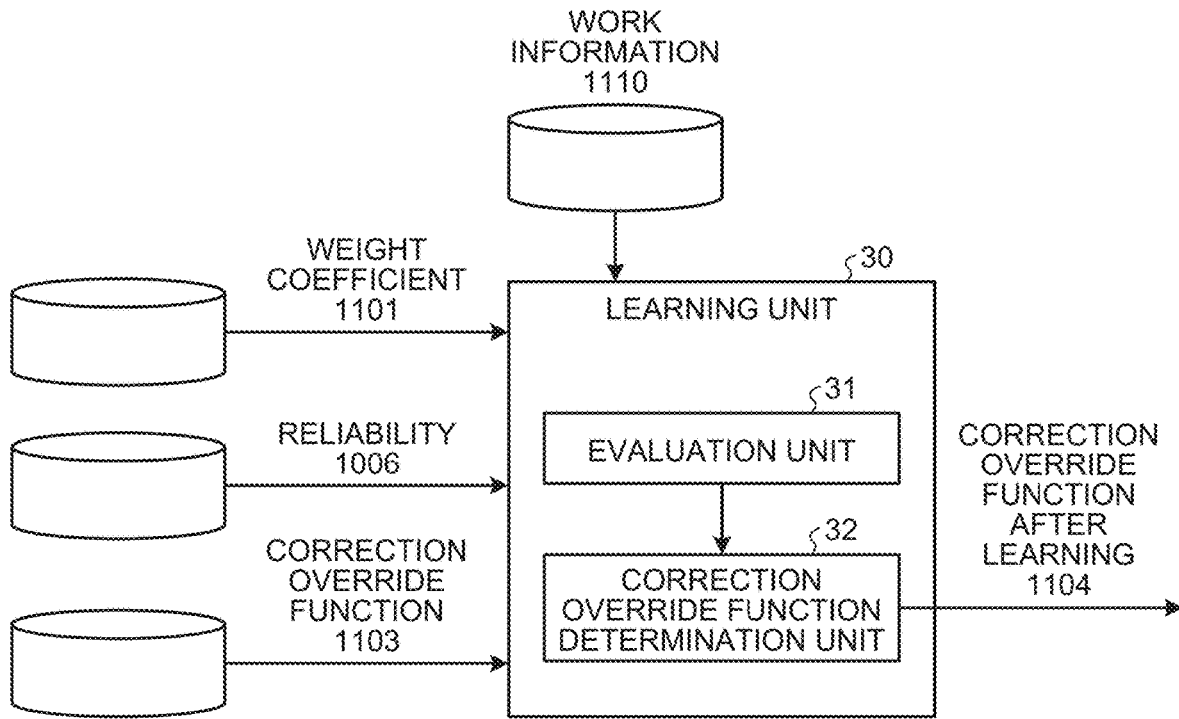 WORK
INFORMATION
1110
WEIGHT
COEFFICIENT
1101
30
LEARNING UNIT
RELIABILITY
1006
31
EVALUATION UNIT
CORRECTION
OVERRIDE
FUNCTION
1103
32
CORRECTION
OVERRIDE FUNCTION
DETERMINATION UNIT
CORRECTION
OVERRIDE
FUNCTION
AFTER
LEARNING
1104